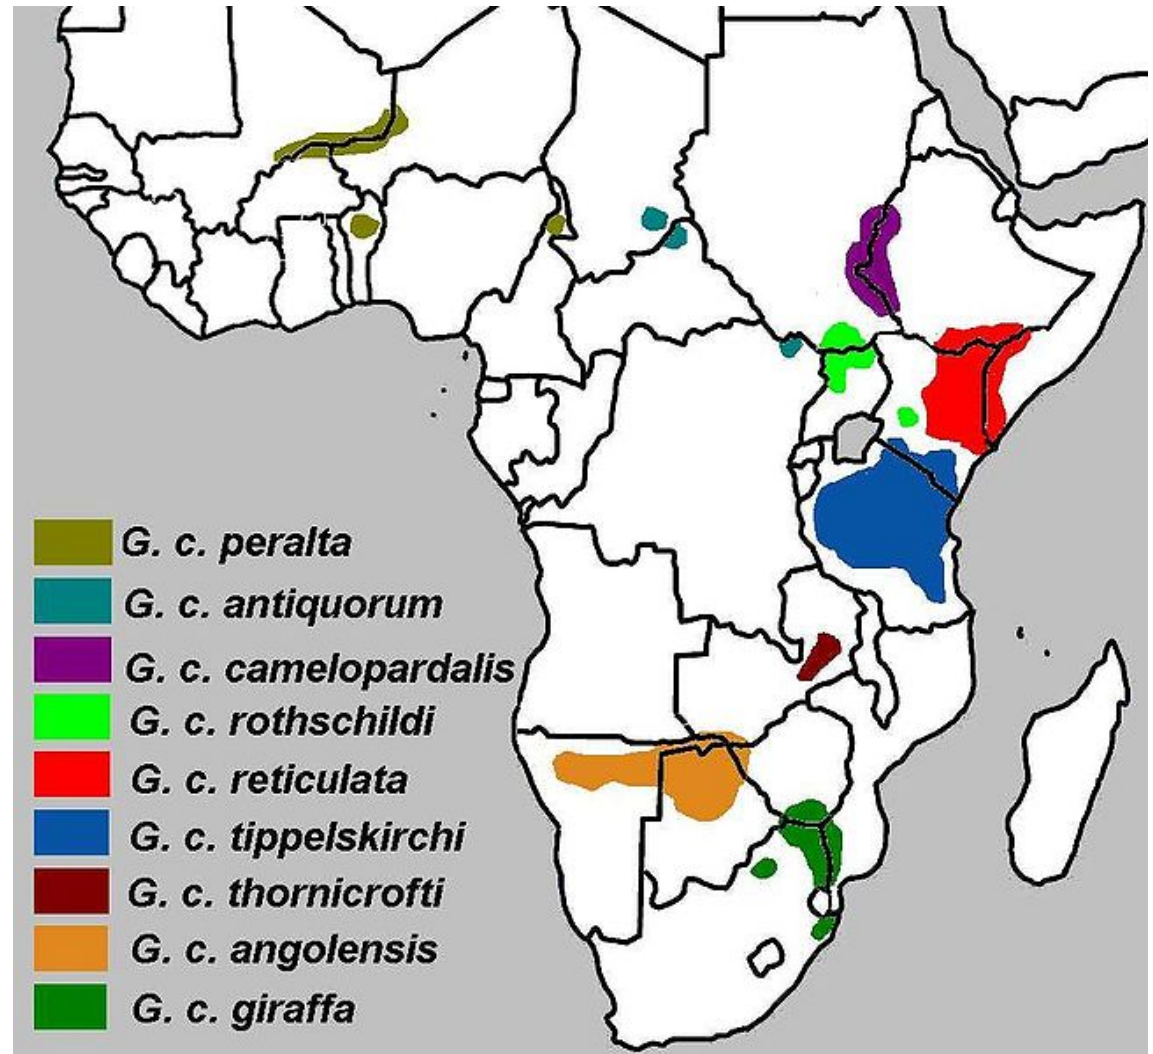 G. c. peralta
G. c. antiquorum
G. c. camelopardalis
G. c. rothschildi
G. c. reticulata
G. c. tippelskirchi
G. c. thornicrofti
G. c. angolensis
G. c. giraffa